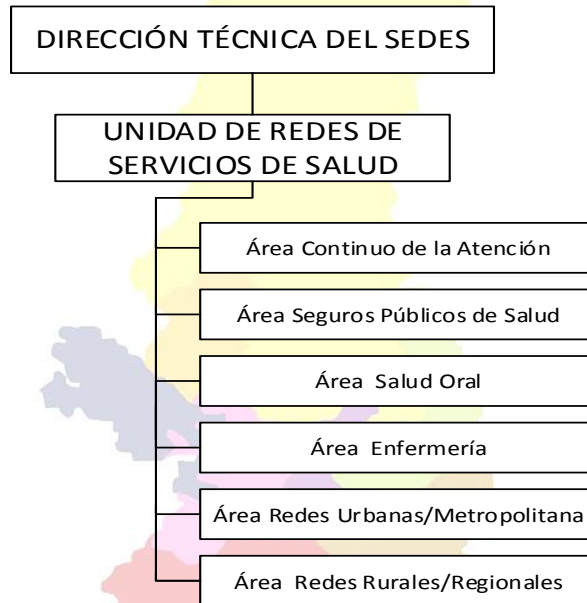 DIRECCIÓN TÉCNICA DEL SEDES
UNIDAD DE REDES DE
SERVICIOS DE SALUD
Área Continuo de la Atención
Área Seguros Públicos de Salud
Área Salud Oral
Área Enfermería
Área Redes Urbanas/Metropolitana
Área Redes Rurales/Regionales